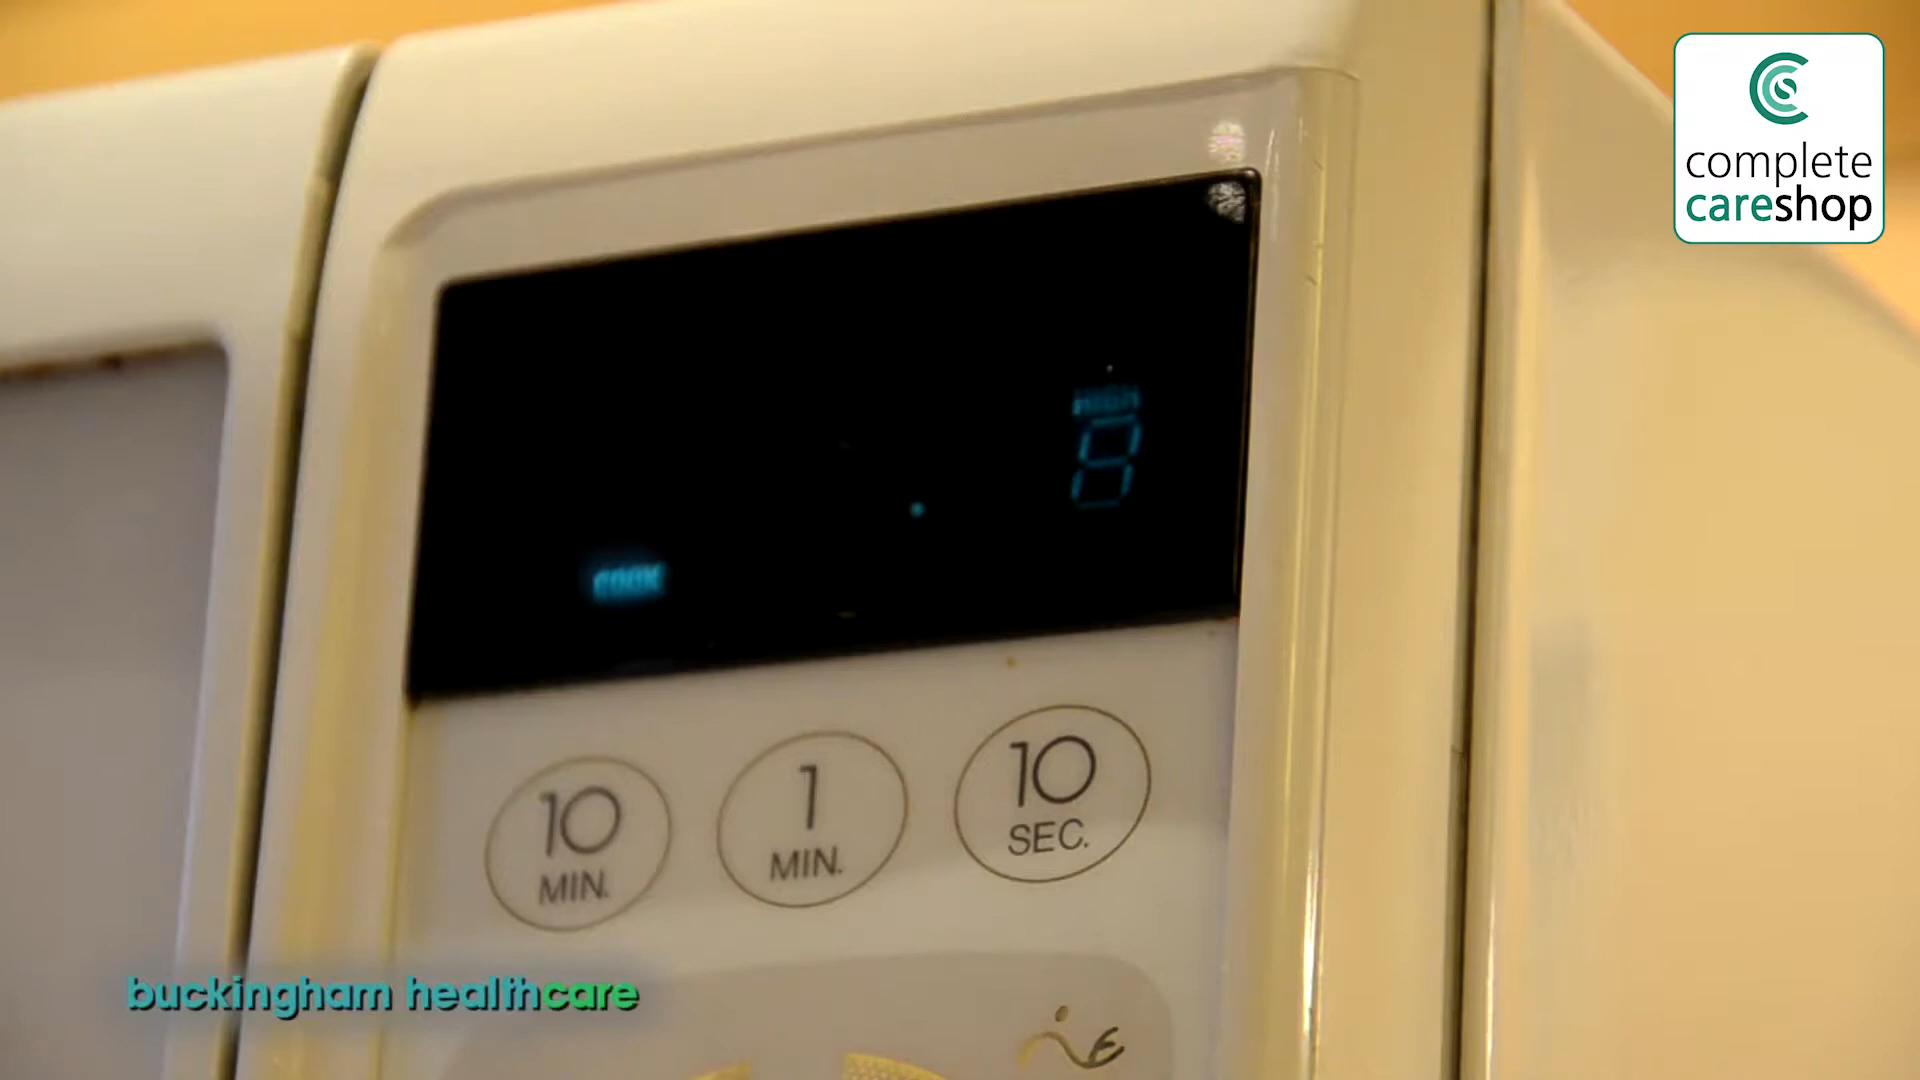 complete
careshop
HIGH
8
COOK
10
MIN.
1
MIN.
10
SEC.
buckingham healthcare